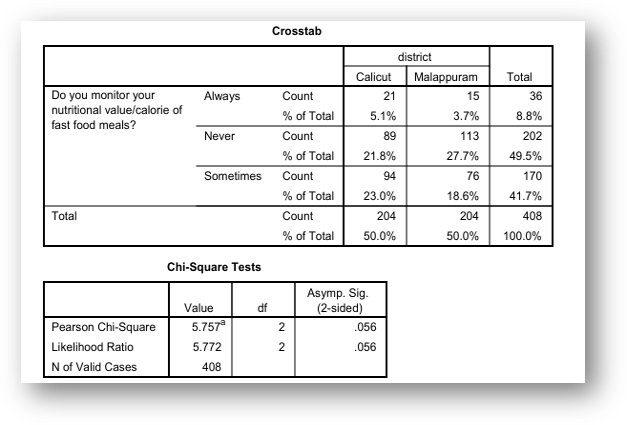 Crosstab
district
Calicut Malappuram Total
Do you monitor your nutritional value/calorie of fast food meals? Always Count 21 15 36
% of Total 5.1% 3.7% 8.8%
Never Count 89 113 202
% of Total 21.8% 27.7% 49.5%
Sometimes Count 94 76 170
% of Total 23.0% 18.6% 41.7%
Total Count 204 204 408
% of Total 50.0% 50.0% 100.0%
Chi-Square Tests
Value df Asymp. Sig. (2-sided)
Pearson Chi-Square 5.757a 2 .056
Likelihood Ratio 5.772 2 .056
N of Valid Cases 408